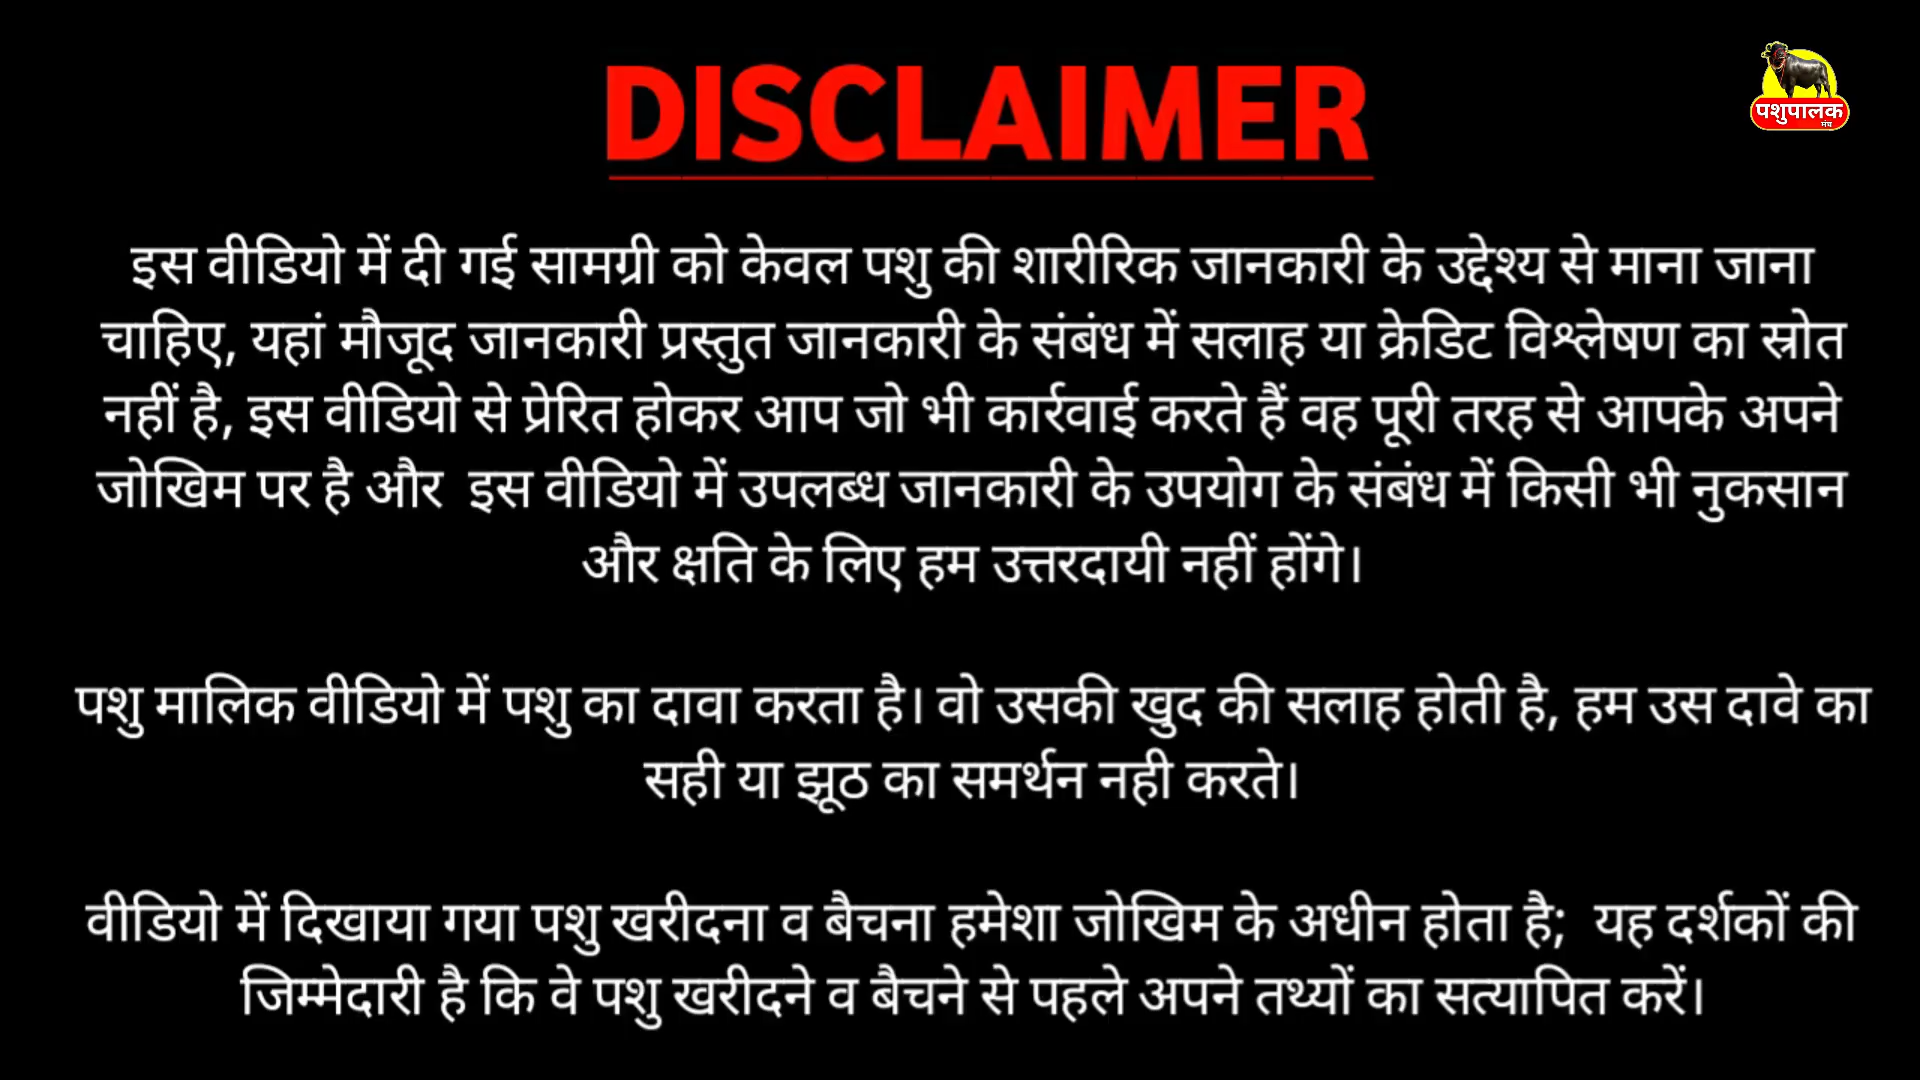 DISCLAIMER
पशुपालक
मंच
इस वीडियो में दी गई सामग्री को केवल पशु की शारीरिक जानकारी के उद्देश्य से माना जाना
चाहिए, यहां मौजूद जानकारी प्रस्तुत जानकारी के संबंध में सलाह या क्रेडिट विश्लेषण का स्रोत
नहीं है, इस वीडियो से प्रेरित होकर आप जो भी कार्रवाई करते हैं वह पूरी तरह से आपके अपने
जोखिम पर है और इस वीडियो में उपलब्ध जानकारी के उपयोग के संबंध में किसी भी नुकसान
और क्षति के लिए हम उत्तरदायी नहीं होंगे।
पशु मालिक वीडियो में पशु का दावा करता है। वो उसकी खुद की सलाह होती है, हम उस दावे का
सही या झूठ का समर्थन नही करते।
वीडियो में दिखाया गया पशु खरीदना व बैचना हमेशा जोखिम के अधीन होता है; यह दर्शकों की
जिम्मेदारी है कि वे पशु खरीदने व बैचने से पहले अपने तथ्यों का सत्यापित करें।